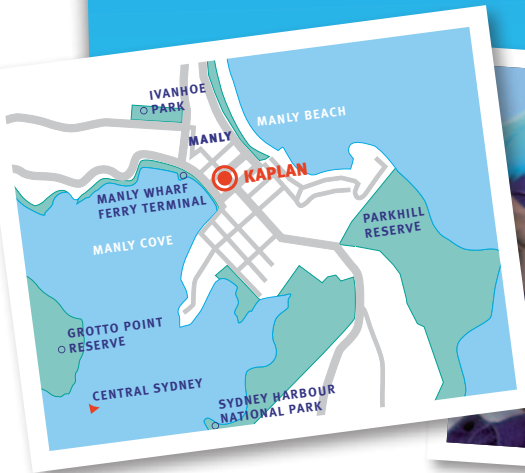 IVANHOE
PARK
MANLY BEACH
MANLY
KAPLAN
MANLY WHARF
FERRY TERMINAL
PARKHILL
RESERVE
MANLY COVE
GROTTO POINT
RESERVE
CENTRAL SYDNEY
SYDNEY HARBOUR
NATIONAL PARK